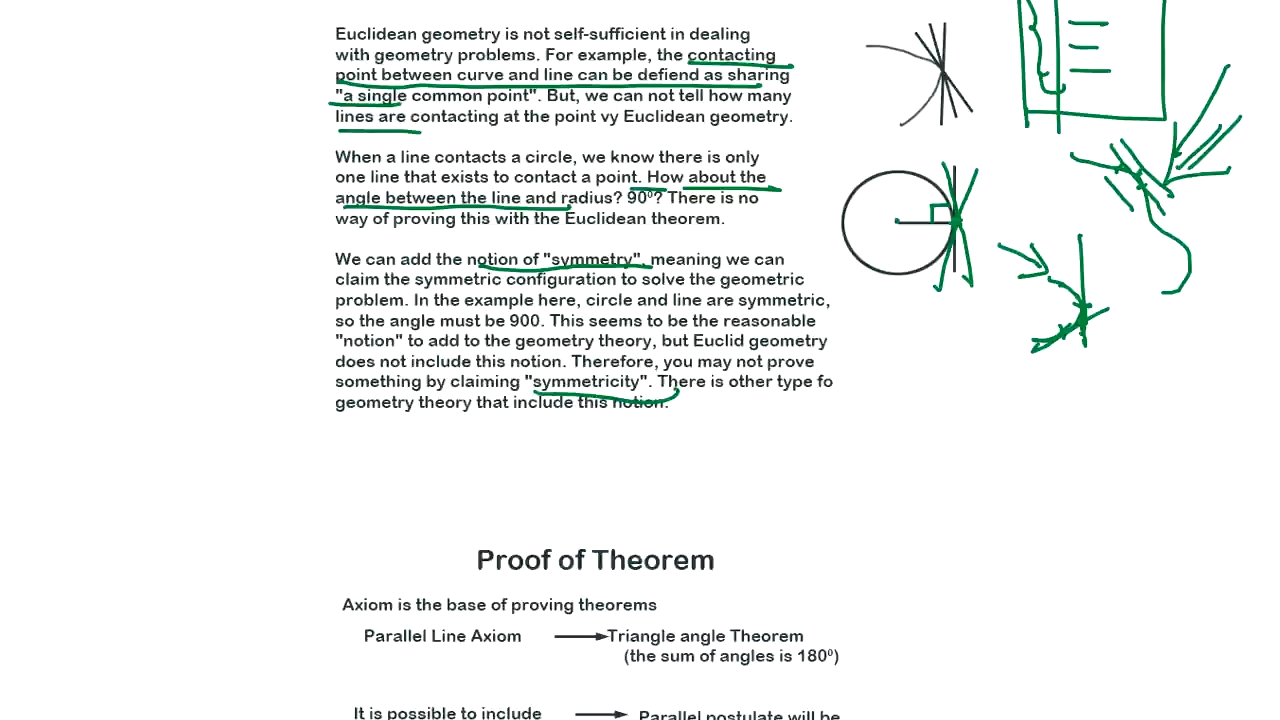 Euclidean geometry is not self-sufficient in dealing
with geometry problems. For example, the contacting
point between curve and line can be defiend as sharing
"a single common point". But, we can not tell how many
lines are contacting at the point vy Euclidean geometry.
When a line contacts a circle, we know there is only
one line that exists to contact a point. How about the
angle between the line and radius? 90⁰? There is no
way of proving this with the Euclidean theorem.
We can add the notion of "symmetry", meaning we can
claim the symmetric configuration to solve the geometric
problem. In the example here, circle and line are symmetric,
so the angle must be 900. This seems to be the reasonable
"notion" to add to the geometry theory, but Euclid geometry
does not include this notion. Therefore, you may not prove
something by claiming "symmetricity". There is other type fo
geometry theory that include this notion.
Proof of Theorem
Axiom is the base of proving theorems
Parallel Line Axiom Triangle angle Theorem
(the sum of angles is 180⁰)
It is possible to include Parallel postulate will be